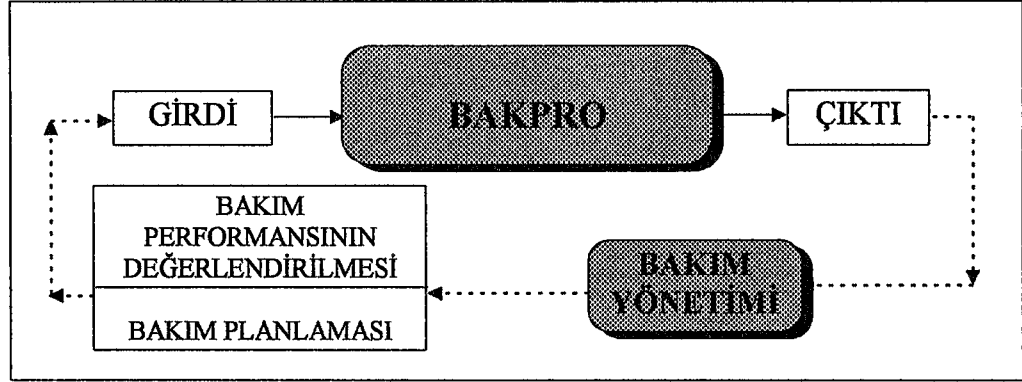 GİRDİ
BAKPRO
ÇIKTI
BAKIM
PERFORMANSININ
DEĞERLENDİRİLMESİ
BAKIM PLANLAMASI
BAKIM
YÖNETİMİ